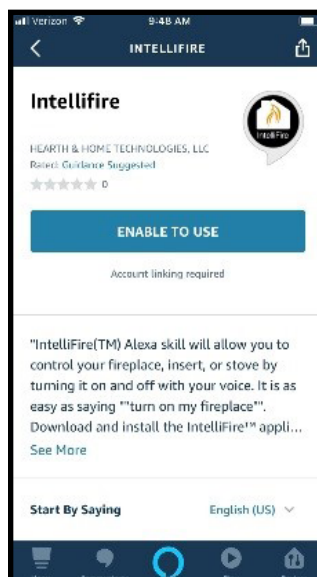 Verizon 9:48 AM
INTELLIFIRE
Intellifire
IntelliFire
HEARTH & HOME TECHNOLOGIES, LLC
Rated: Guidance Suggested
0
ENABLE TO USE
Account linking required
"IntelliFire(TM) Alexa skill will allow you to
control your fireplace, insert, or stove by
turning it on and off with your voice. It is as
easy as saying ""turn on my fireplace"".
Download and install the IntelliFire™ appli...
See More
Start By Saying English (US)